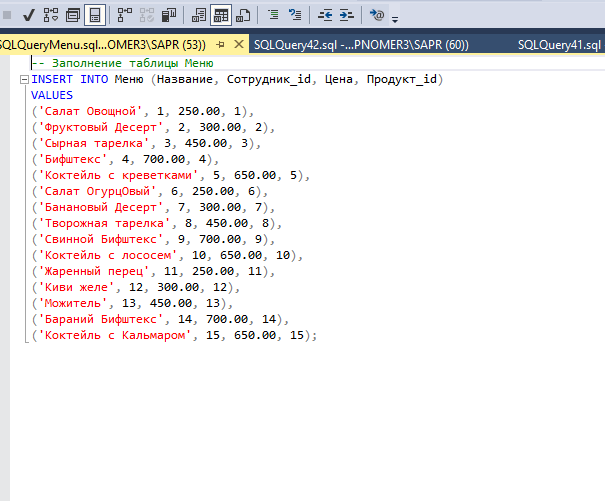 SQLQueryMenu.sql...OMER3\SAPR (53)) SQLQuery42.sql -...PNOMER3\SAPR (60)) SQLQuery41.sql
-- Заполнение таблицы Меню
INSERT INTO Меню (Название, Сотрудник_id, Цена, Продукт_id)
VALUES
('Салат Овощной', 1, 250.00, 1),
('Фруктовый Десерт', 2, 300.00, 2),
('Сырная тарелка', 3, 450.00, 3),
('Бифштекс', 4, 700.00, 4),
('Коктейль с креветками', 5, 650.00, 5),
('Салат ОгурцОвый', 6, 250.00, 6),
('Банановый Десерт', 7, 300.00, 7),
('Творожная тарелка', 8, 450.00, 8),
('Свинной Бифштекс', 9, 700.00, 9),
('Коктейль с лососем', 10, 650.00, 10),
('Жаренный перец', 11, 250.00, 11),
('Киви желе', 12, 300.00, 12),
('Можитель', 13, 450.00, 13),
('Бараний Бифштекс', 14, 700.00, 14),
('Коктейль с Кальмаром', 15, 650.00, 15);